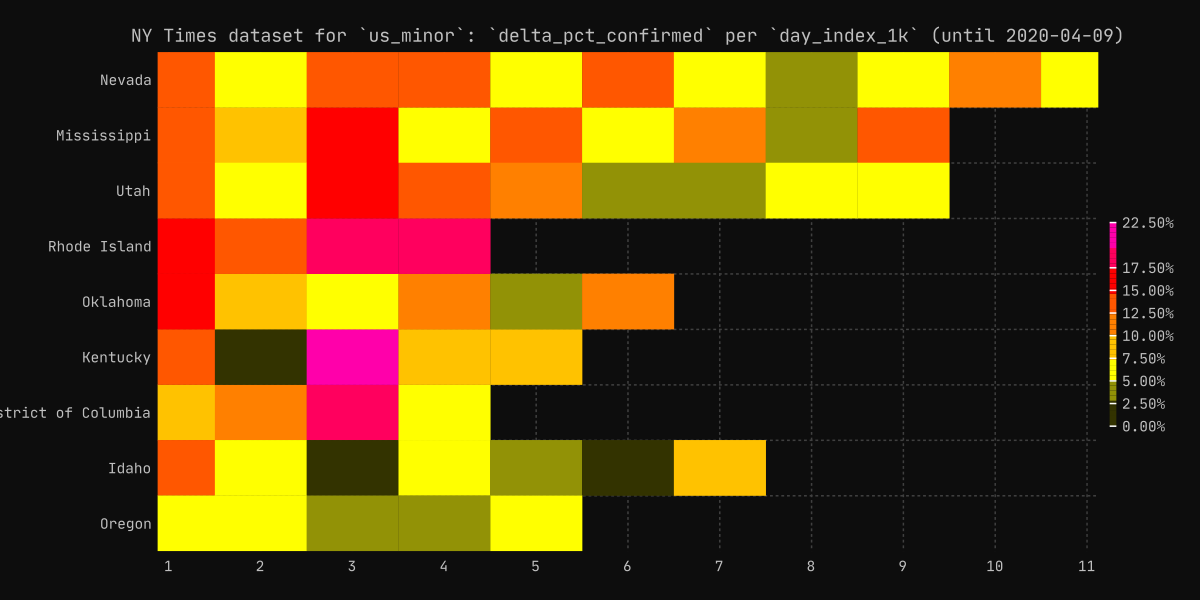 NY Times dataset for `us_minor`: `delta_pct_confirmed` per `day_index_1k` (until 2020-04-09)
Nevada
Mississippi
Utah
Rhode Island
Oklahoma
Kentucky
strict of Columbia
Idaho
Oregon
1 2 3 4 5 6 7 8 9 10 11
22.50%
17.50%
15.00%
12.50%
10.00%
7.50%
5.00%
2.50%
0.00%